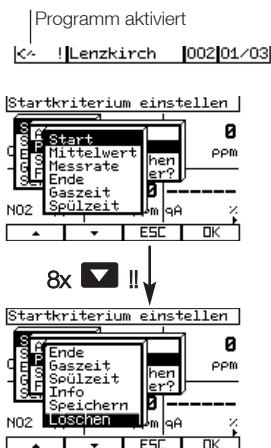 Programm aktiviert
! Lenzkirch 002 01/03
Startkriterium einstellen
Start
Mittelwert
Messrate
Ende
Gaszeit
Spülzeit
hen
er?
0
ppm
NO2
qA
%
ESC OK
8x !!
Startkriterium einstellen
Ende
Gaszeit
Spülzeit
Info
Speichern
Löschen
hen
er?
0
ppm
NO2
qA
%
ESC OK